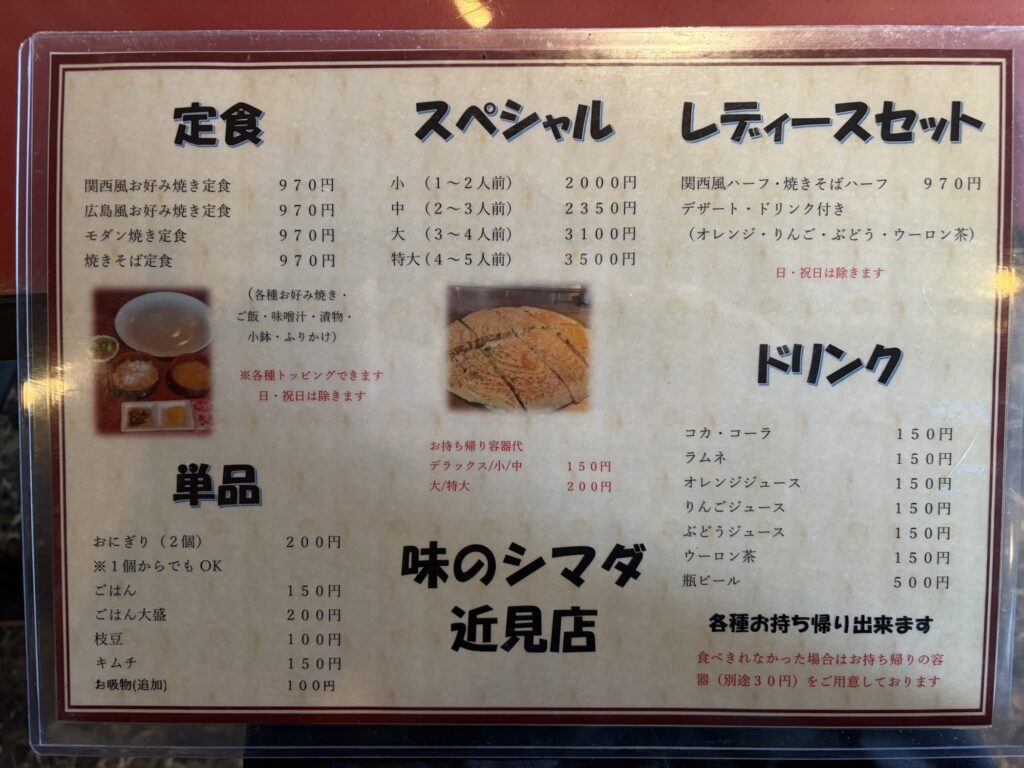 定食
関西風お好み焼き定食　970円
広島風お好み焼き定食　970円
モダン焼き定食　970円
焼きそば定食　970円
（各種お好み焼き・
ご飯・味噌汁・漬物・
小鉢・ふりかけ）
※各種トッピングできます
日・祝日は除きます
単品
おにぎり（２個）　200円
※１個からでもOK
ごはん　150円
ごはん大盛　200円
枝豆　100円
キムチ　150円
お吸物(追加)　100円
スペシャル
小　（１～２人前）　2000円
中　（２～３人前）　2350円
大　（３～４人前）　3100円
特大（４～５人前）　3500円
お持ち帰り容器代
デラックス/小/中　150円
大/特大　200円
味のシマダ
近見店
レディースセット
関西風ハーフ・焼きそばハーフ　970円
デザート・ドリンク付き
（オレンジ・りんご・ぶどう・ウーロン茶）
日・祝日は除きます
ドリンク
コカ・コーラ　150円
ラムネ　150円
オレンジジュース　150円
りんごジュース　150円
ぶどうジュース　150円
ウーロン茶　150円
瓶ビール　500円
各種お持ち帰り出来ます
食べきれなかった場合はお持ち帰りの容
器（別途３０円）をご用意しております